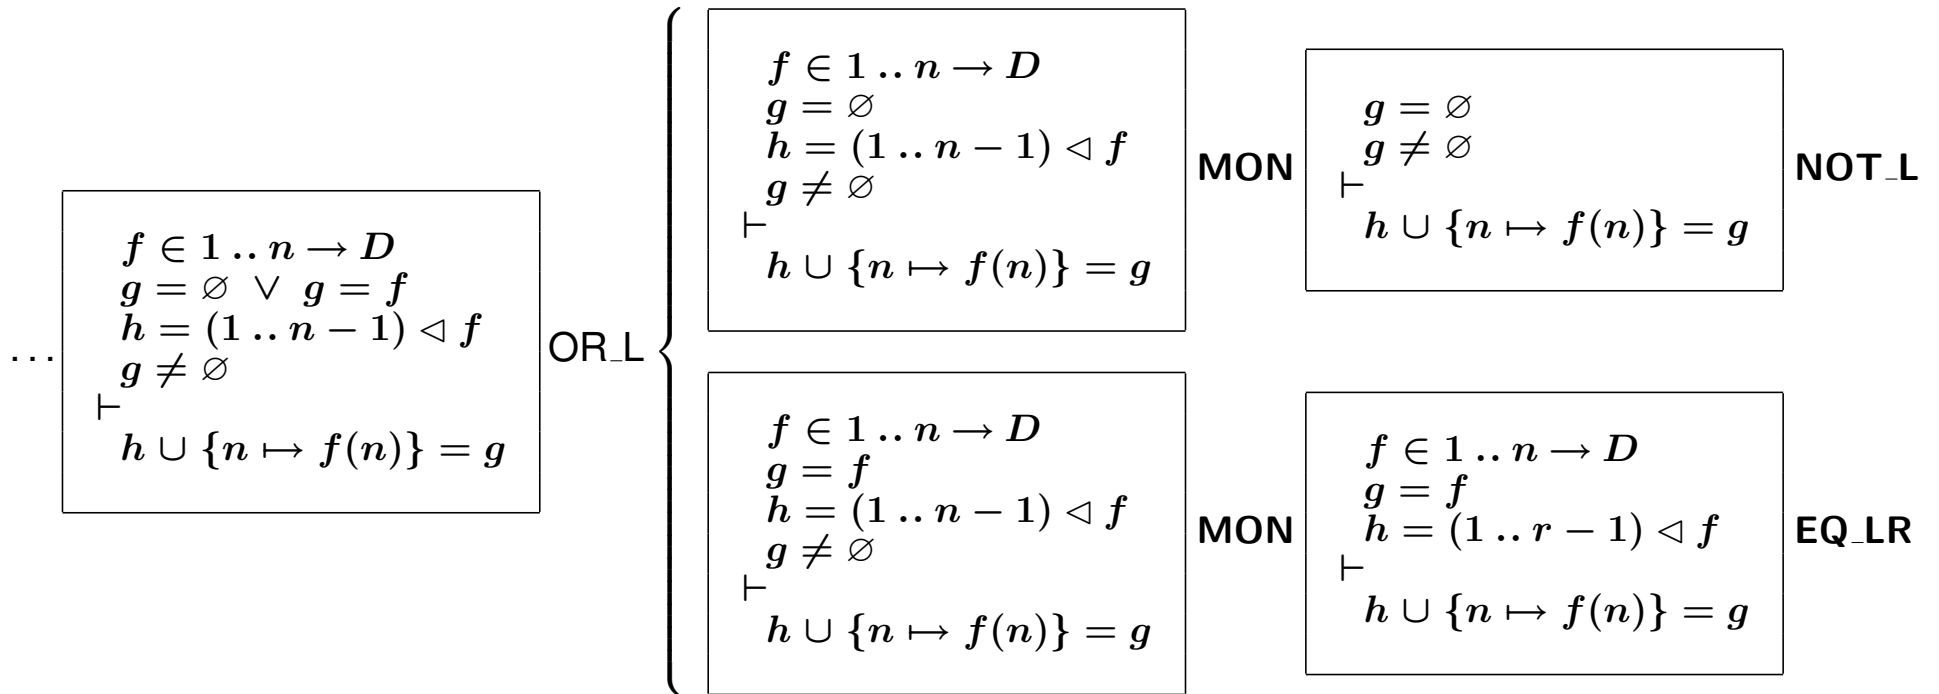 ...
f ∈ 1 .. n → D
g = ∅ ∨ g = f
h = (1 .. n − 1) ◁ f
g ≠ ∅
⊢
h ∪ {n ↦ f(n)} = g
OR_L
f ∈ 1 .. n → D
g = ∅
h = (1 .. n − 1) ◁ f
g ≠ ∅
⊢
h ∪ {n ↦ f(n)} = g
MON
g = ∅
g ≠ ∅
⊢
h ∪ {n ↦ f(n)} = g
NOT_L
f ∈ 1 .. n → D
g = f
h = (1 .. n − 1) ◁ f
g ≠ ∅
⊢
h ∪ {n ↦ f(n)} = g
MON
f ∈ 1 .. n → D
g = f
h = (1 .. r − 1) ◁ f
⊢
h ∪ {n ↦ f(n)} = g
EQ_LR